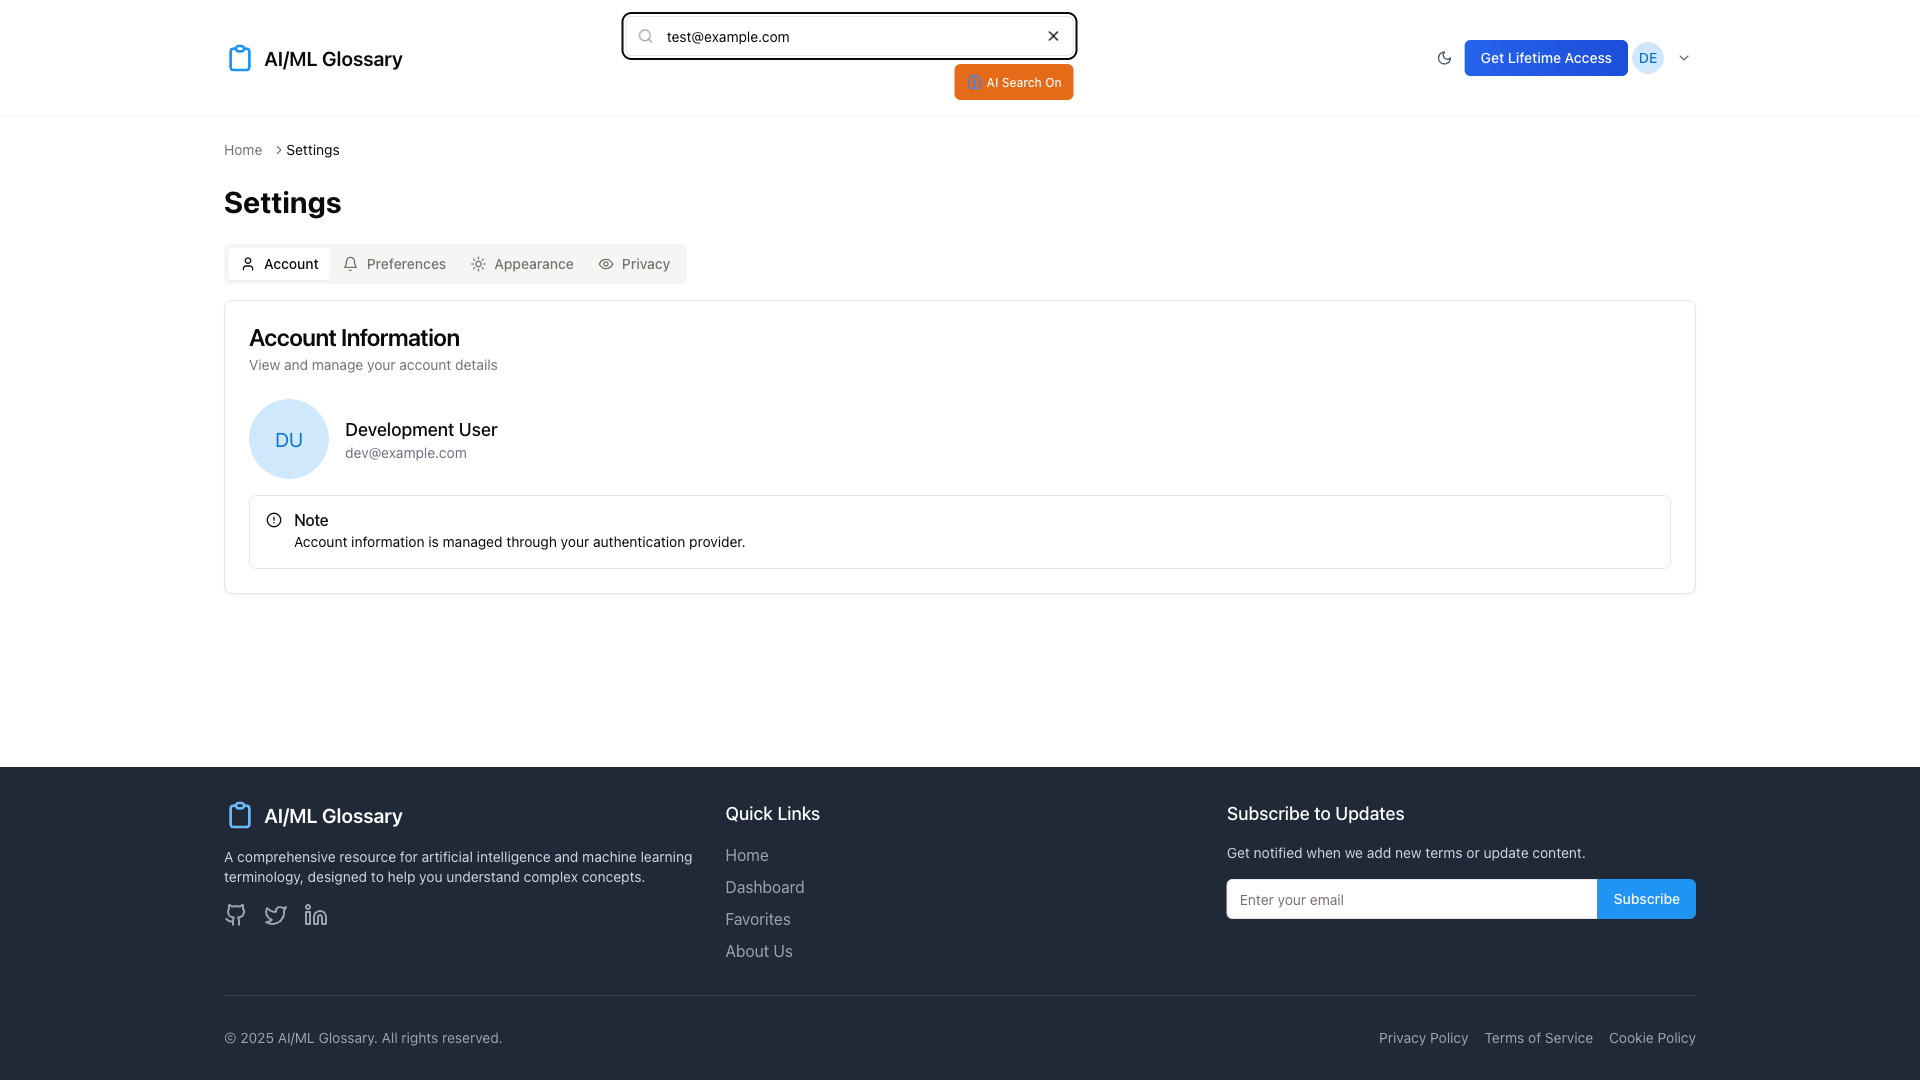 AI/ML Glossary
test@example.com
AI Search On
Get Lifetime Access
DE
Home
Settings
Settings
Account
Preferences
Appearance
Privacy
Account Information
View and manage your account details
DU
Development User
dev@example.com
Note
Account information is managed through your authentication provider.
AI/ML Glossary
A comprehensive resource for artificial intelligence and machine learning
terminology, designed to help you understand complex concepts.
Quick Links
Home
Dashboard
Favorites
About Us
Subscribe to Updates
Get notified when we add new terms or update content.
Enter your email
Subscribe
© 2025 AI/ML Glossary. All rights reserved.
Privacy Policy
Terms of Service
Cookie Policy